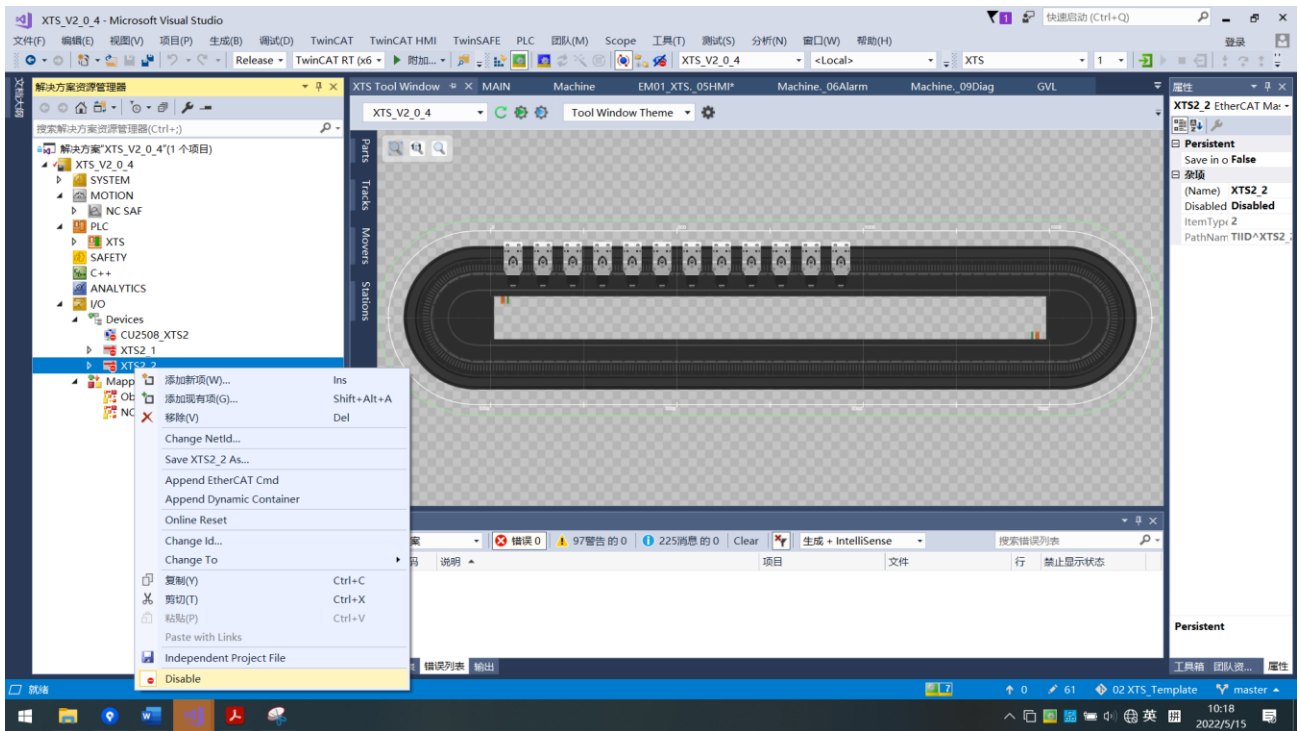 XTS_V2_0_4 - Microsoft Visual Studio
1
快速启动 (Ctrl+Q)
文件(F) 编辑(E) 视图(V) 项目(P) 生成(B) 调试(D) TwinCAT TwinCAT HMI TwinSAFE PLC 团队(M) Scope 工具(T) 测试(S) 分析(N) 窗口(W) 帮助(H)
登录
Release TwinCAT RT (x6 附加... XTS_V2_0_4 <Local> XTS 1
文档大纲
解决方案资源管理器
搜索解决方案资源管理器(Ctrl+;)
解决方案"XTS_V2_0_4"(1 个项目)
XTS_V2_0_4
SYSTEM
MOTION
NC SAF
PLC
XTS
SAFETY
C++
ANALYTICS
I/O
Devices
CU2508_XTS2
XTS2_1
XTS2_2
Mapp
Ob
NC
添加新项(W)... Ins
添加现有项(G)... Shift+Alt+A
移除(V) Del
Change NetId...
Save XTS2_2 As...
Append EtherCAT Cmd
Append Dynamic Container
Online Reset
Change Id...
Change To
复制(Y) Ctrl+C
剪切(T) Ctrl+X
粘贴(P) Ctrl+V
Paste with Links
Independent Project File
Disable
XTS Tool Window MAIN Machine EM01_XTS._05HMI* Machine._06Alarm Machine._09Diag GVL
XTS_V2_0_4 Tool Window Theme
Parts
Tracks
Movers
Stations
案 错误 0 97警告 的 0 225消息 的 0 Clear 生成 + IntelliSense 搜索错误列表
码 说明 项目 文件 行 禁止显示状态
错误列表 输出
属性
XTS2_2 EtherCAT Mas
Persistent
Save in o False
杂项
(Name) XTS2_2
Disabled Disabled
ItemType 2
PathNam TIID^XTS2_2
Persistent
工具箱 团队资... 属性
就绪 7 0 61 02 XTS_Template master
英 拼 10:18
2022/5/15